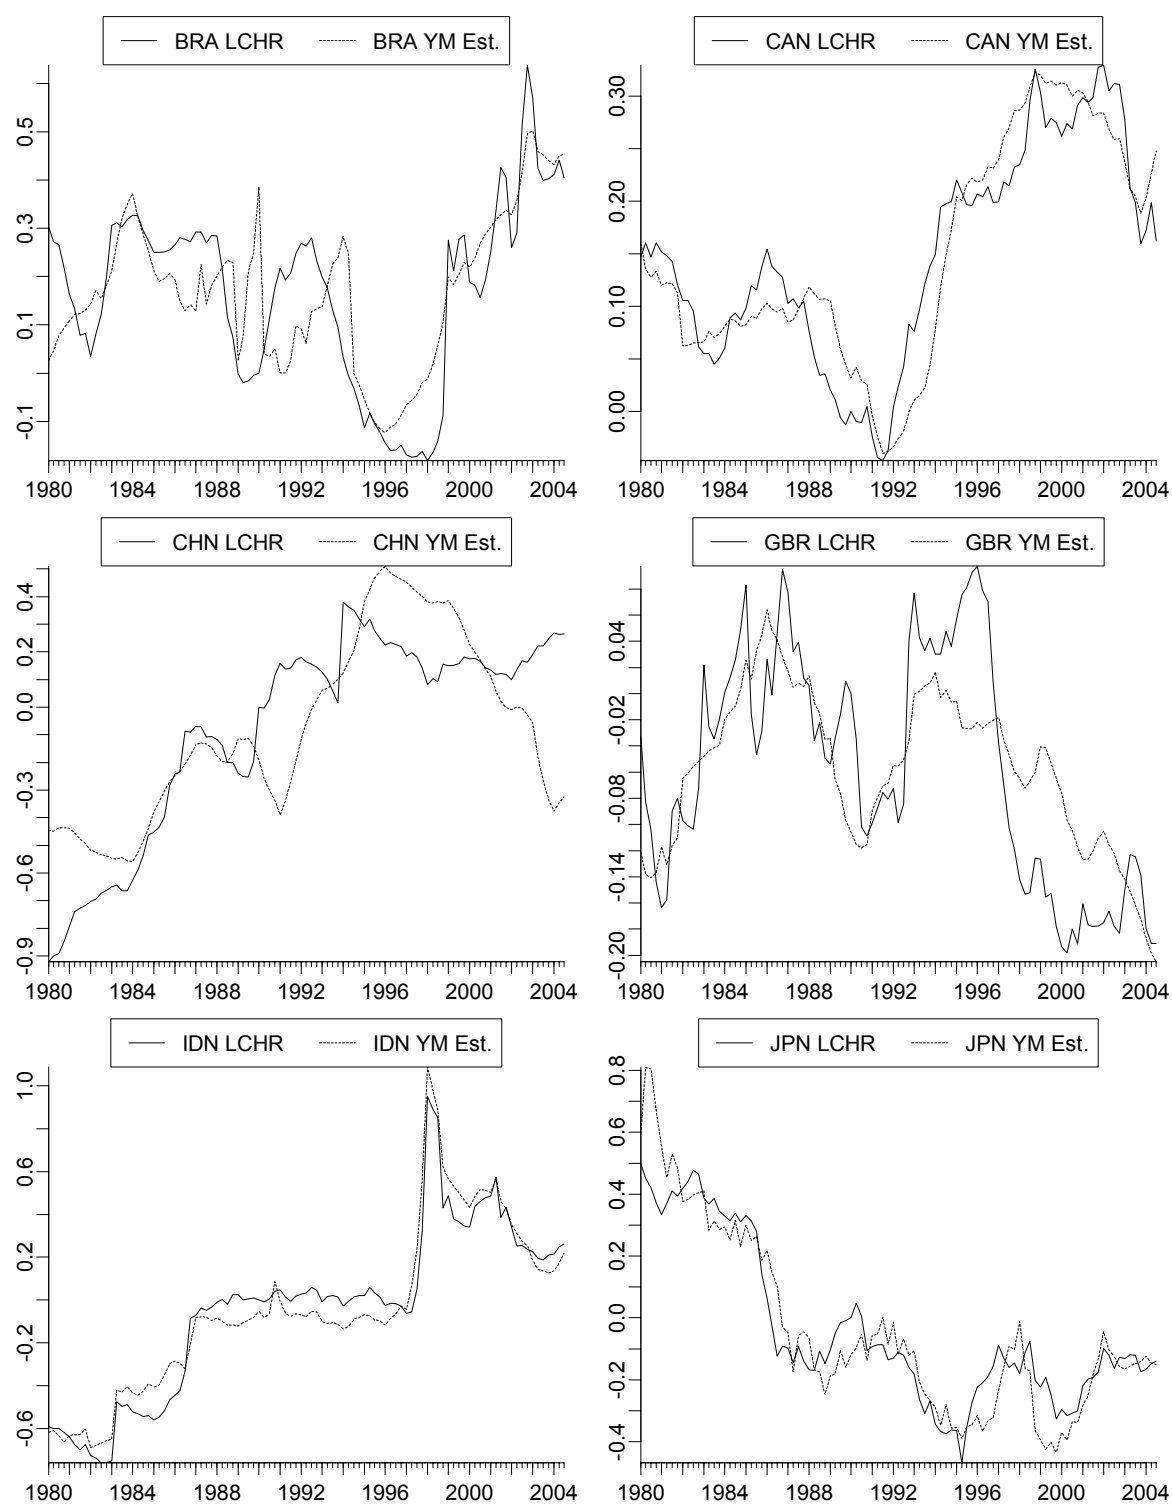 BRA LCHR BRA YM Est.
0.5
0.3
0.1
-0.1
1980 1984 1988 1992 1996 2000 2004
CAN LCHR CAN YM Est.
0.30
0.20
0.10
0.00
1980 1984 1988 1992 1996 2000 2004
CHN LCHR CHN YM Est.
0.4
0.2
0.0
-0.3
-0.6
-0.9
1980 1984 1988 1992 1996 2000 2004
GBR LCHR GBR YM Est.
0.04
-0.02
-0.08
-0.14
-0.20
1980 1984 1988 1992 1996 2000 2004
IDN LCHR IDN YM Est.
1.0
0.6
0.2
-0.2
-0.6
1980 1984 1988 1992 1996 2000 2004
JPN LCHR JPN YM Est.
0.8
0.6
0.4
0.2
0.0
-0.2
-0.4
1980 1984 1988 1992 1996 2000 2004